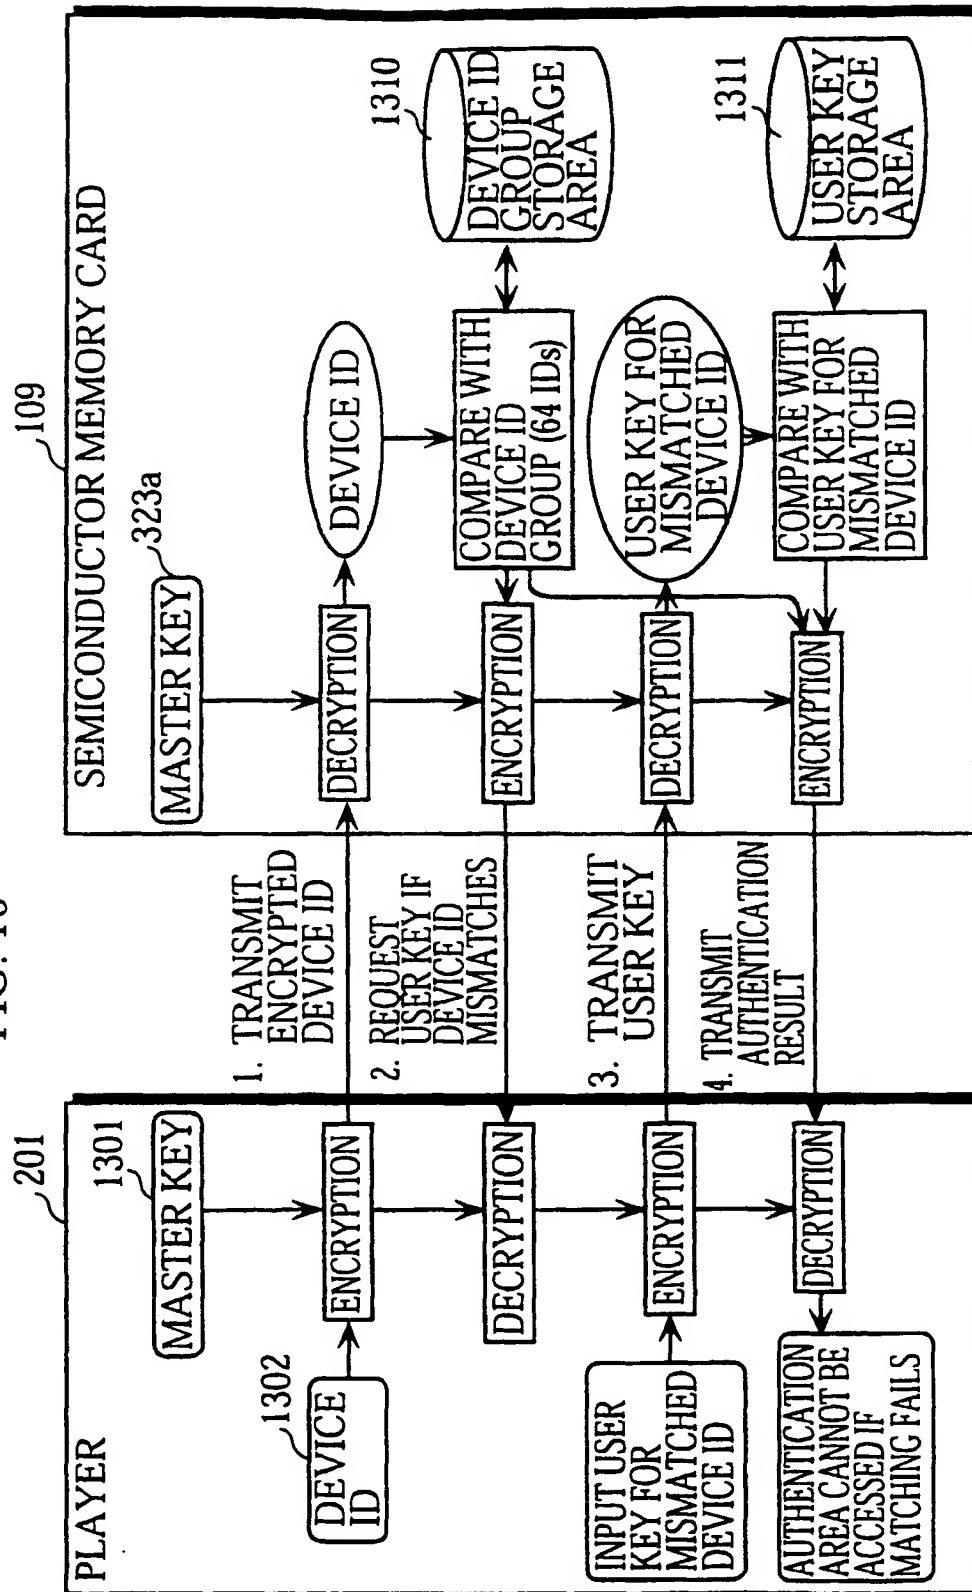 FIG. 16
201
PLAYER
1301
MASTER KEY
1302
DEVICE
ID
ENCRYPTION
DECRYPTION
INPUT USER
KEY FOR
MISMATCHED
DEVICE ID
ENCRYPTION
DECRYPTION
AUTHENTICATION
AREA CANNOT BE
ACCESSED IF
MATCHING FAILS
1. TRANSMIT
ENCRYPTED
DEVICE ID
2. REQUEST
USER KEY IF
DEVICE ID
MISMATCHES
3. TRANSMIT
USER KEY
4. TRANSMIT
AUTHENTICATION
RESULT
109
SEMICONDUCTOR MEMORY CARD
323a
MASTER KEY
DECRYPTION
DEVICE ID
ENCRYPTION
COMPARE WITH
DEVICE ID
GROUP (64 IDs)
1310
DEVICE ID
GROUP
STORAGE
AREA
DECRYPTION
USER KEY FOR
MISMATCHED
DEVICE ID
ENCRYPTION
COMPARE WITH
USER KEY FOR
MISMATCHED
DEVICE ID
1311
USER KEY
STORAGE
AREA